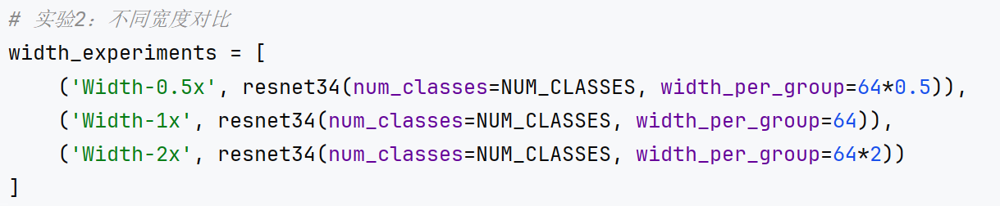 # 实验2：不同宽度对比
width_experiments = [
    ('Width-0.5x', resnet34(num_classes=NUM_CLASSES, width_per_group=64*0.5)),
    ('Width-1x', resnet34(num_classes=NUM_CLASSES, width_per_group=64)),
    ('Width-2x', resnet34(num_classes=NUM_CLASSES, width_per_group=64*2))
]